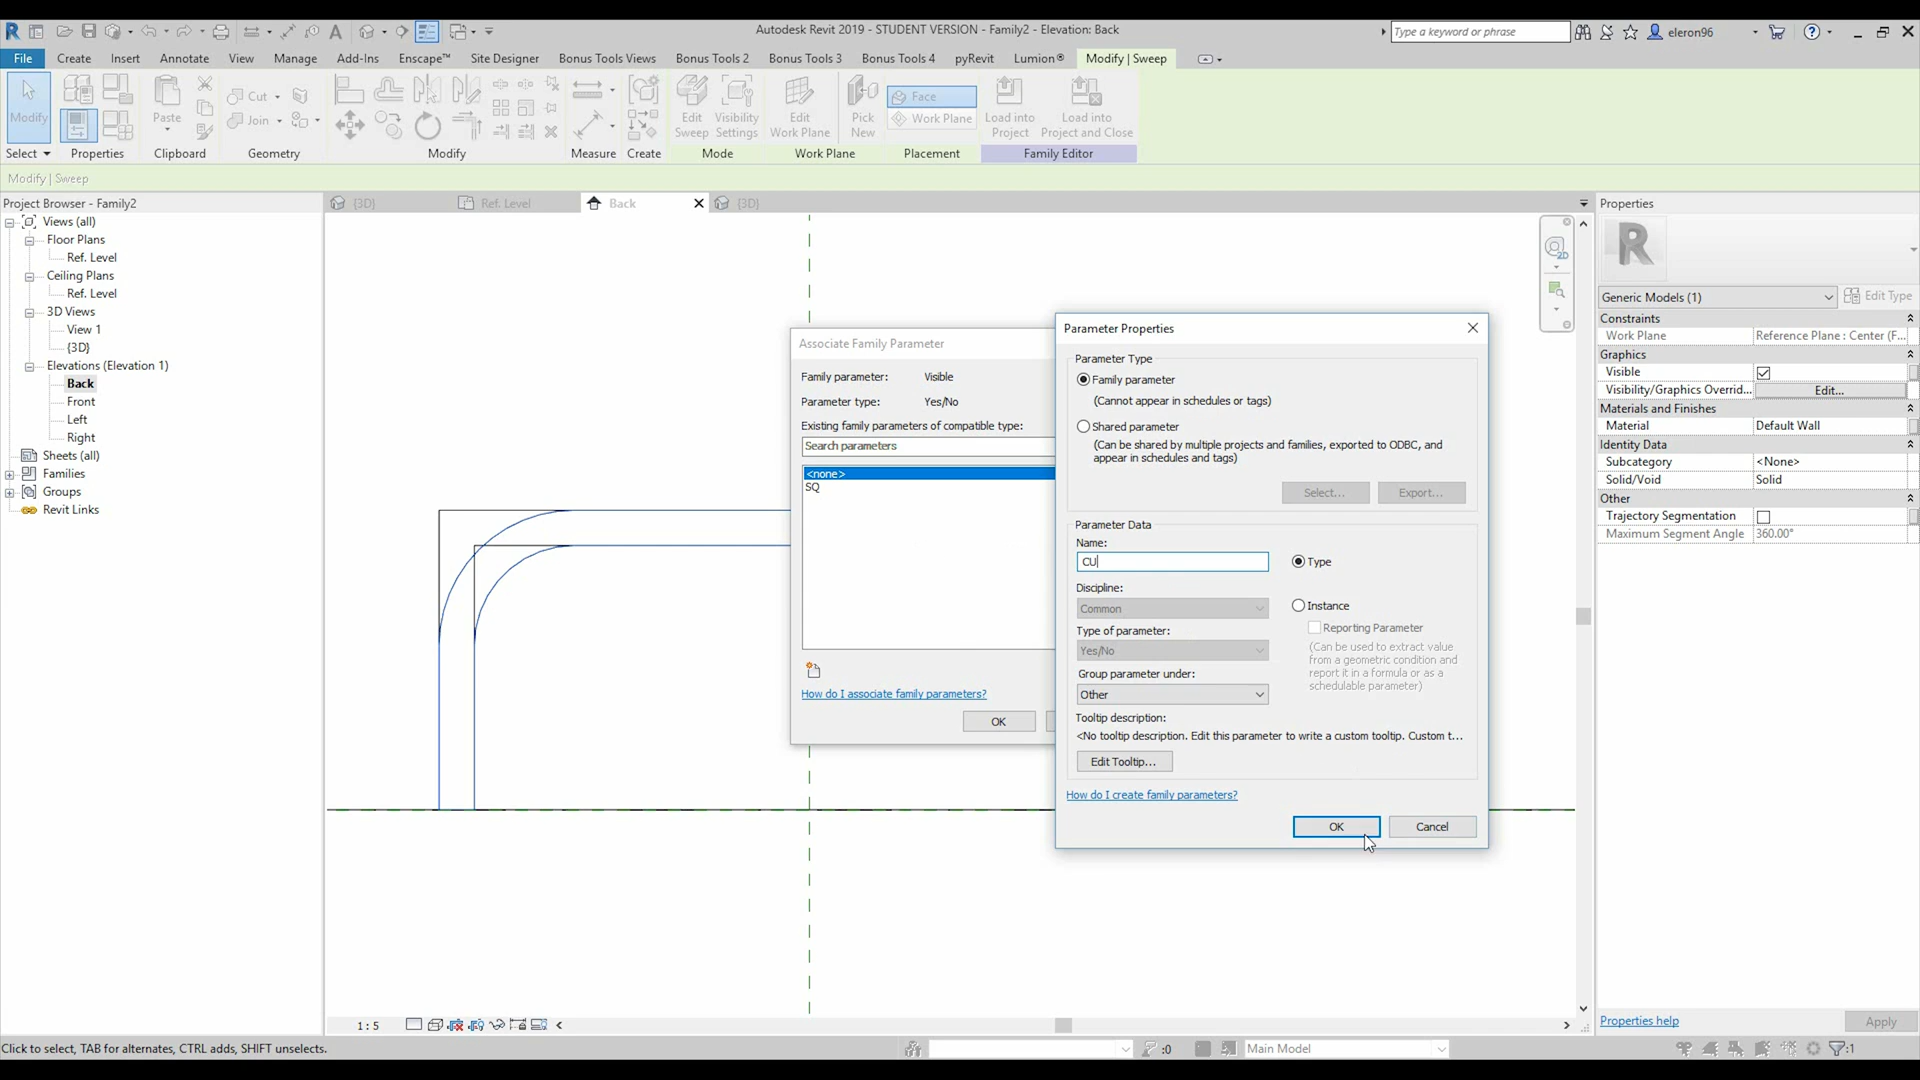 Autodesk Revit 2019 - STUDENT VERSION - Family2 - Elevation: Back
Type a keyword or phrase
eleron96
File
Create
Insert
Annotate
View
Manage
Add-Ins
Enscape™
Site Designer
Bonus Tools Views
Bonus Tools 2
Bonus Tools 3
Bonus Tools 4
pyRevit
Lumion®
Modify | Sweep
Modify
Paste
Cut
Join
Edit Sweep
Visibility Settings
Edit Work Plane
Pick New
Face
Work Plane
Load into Project
Load into Project and Close
Select
Properties
Clipboard
Geometry
Modify
Measure
Create
Mode
Work Plane
Placement
Family Editor
Modify | Sweep
Project Browser - Family2
Views (all)
Floor Plans
Ref. Level
Ceiling Plans
Ref. Level
3D Views
View 1
{3D}
Elevations (Elevation 1)
Back
Front
Left
Right
Sheets (all)
Families
Groups
Revit Links
{3D}
Ref. Level
Back
{3D}
2D
Associate Family Parameter
Family parameter: Visible
Parameter type: Yes/No
Existing family parameters of compatible type:
Search parameters
<none>
SQ
How do I associate family parameters?
OK
Parameter Properties
Parameter Type
Family parameter
(Cannot appear in schedules or tags)
Shared parameter
(Can be shared by multiple projects and families, exported to ODBC, and
appear in schedules and tags)
Select...
Export...
Parameter Data
Name:
CU
Type
Discipline:
Common
Instance
Reporting Parameter
(Can be used to extract value
from a geometric condition and
report it in a formula or as a
schedulable parameter)
Type of parameter:
Yes/No
Group parameter under:
Other
Tooltip description:
<No tooltip description. Edit this parameter to write a custom tooltip. Custom t...
Edit Tooltip...
How do I create family parameters?
OK
Cancel
Properties
Generic Models (1)
Edit Type
Constraints
Work Plane
Reference Plane : Center (F...
Graphics
Visible
Visibility/Graphics Overrid...
Edit...
Materials and Finishes
Material
Default Wall
Identity Data
Subcategory
<None>
Solid/Void
Solid
Other
Trajectory Segmentation
Maximum Segment Angle
360.00°
Properties help
Apply
1 : 5
Click to select, TAB for alternates, CTRL adds, SHIFT unselects.
:0
Main Model
:1